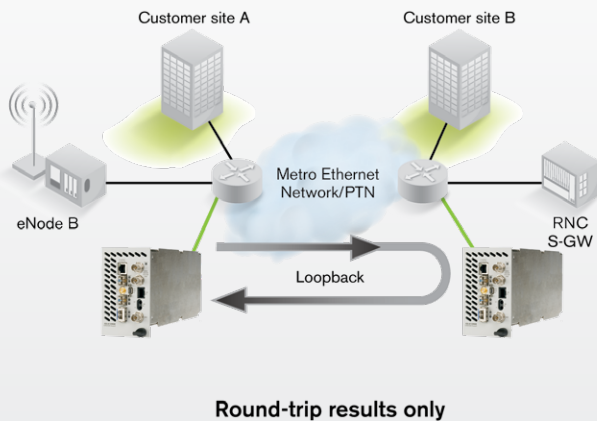 Customer site A
Customer site B
Metro Ethernet
Network/PTN
eNode B
RNC
S-GW
Loopback
Round-trip results only